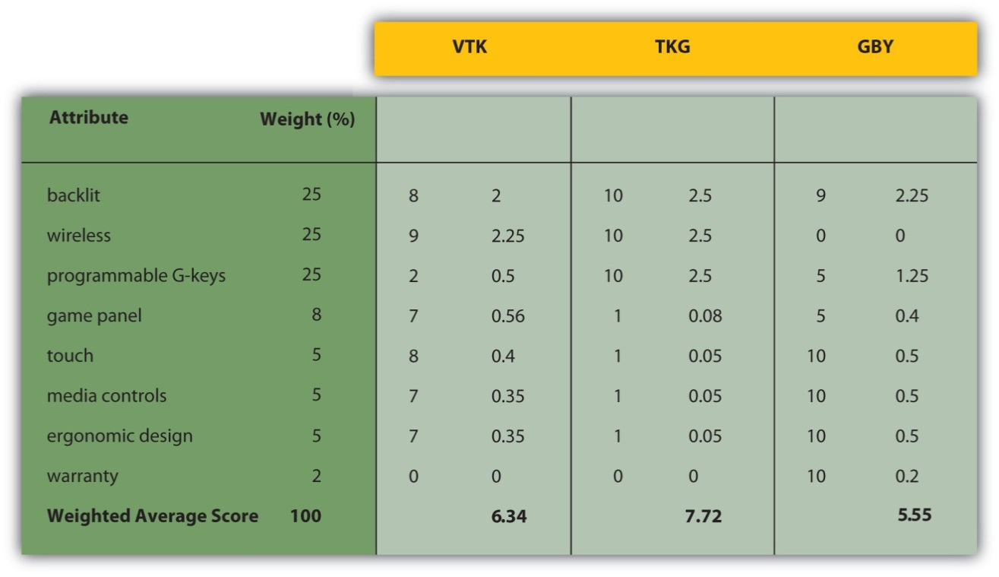 VTK TKG GBY
Attribute Weight (%)
backlit 25 8 2 10 2.5 9 2.25
wireless 25 9 2.25 10 2.5 0 0
programmable G-keys 25 2 0.5 10 2.5 5 1.25
game panel 8 7 0.56 1 0.08 5 0.4
touch 5 8 0.4 1 0.05 10 0.5
media controls 5 7 0.35 1 0.05 10 0.5
ergonomic design 5 7 0.35 1 0.05 10 0.5
warranty 2 0 0 0 0 10 0.2
Weighted Average Score 100 6.34 7.72 5.55